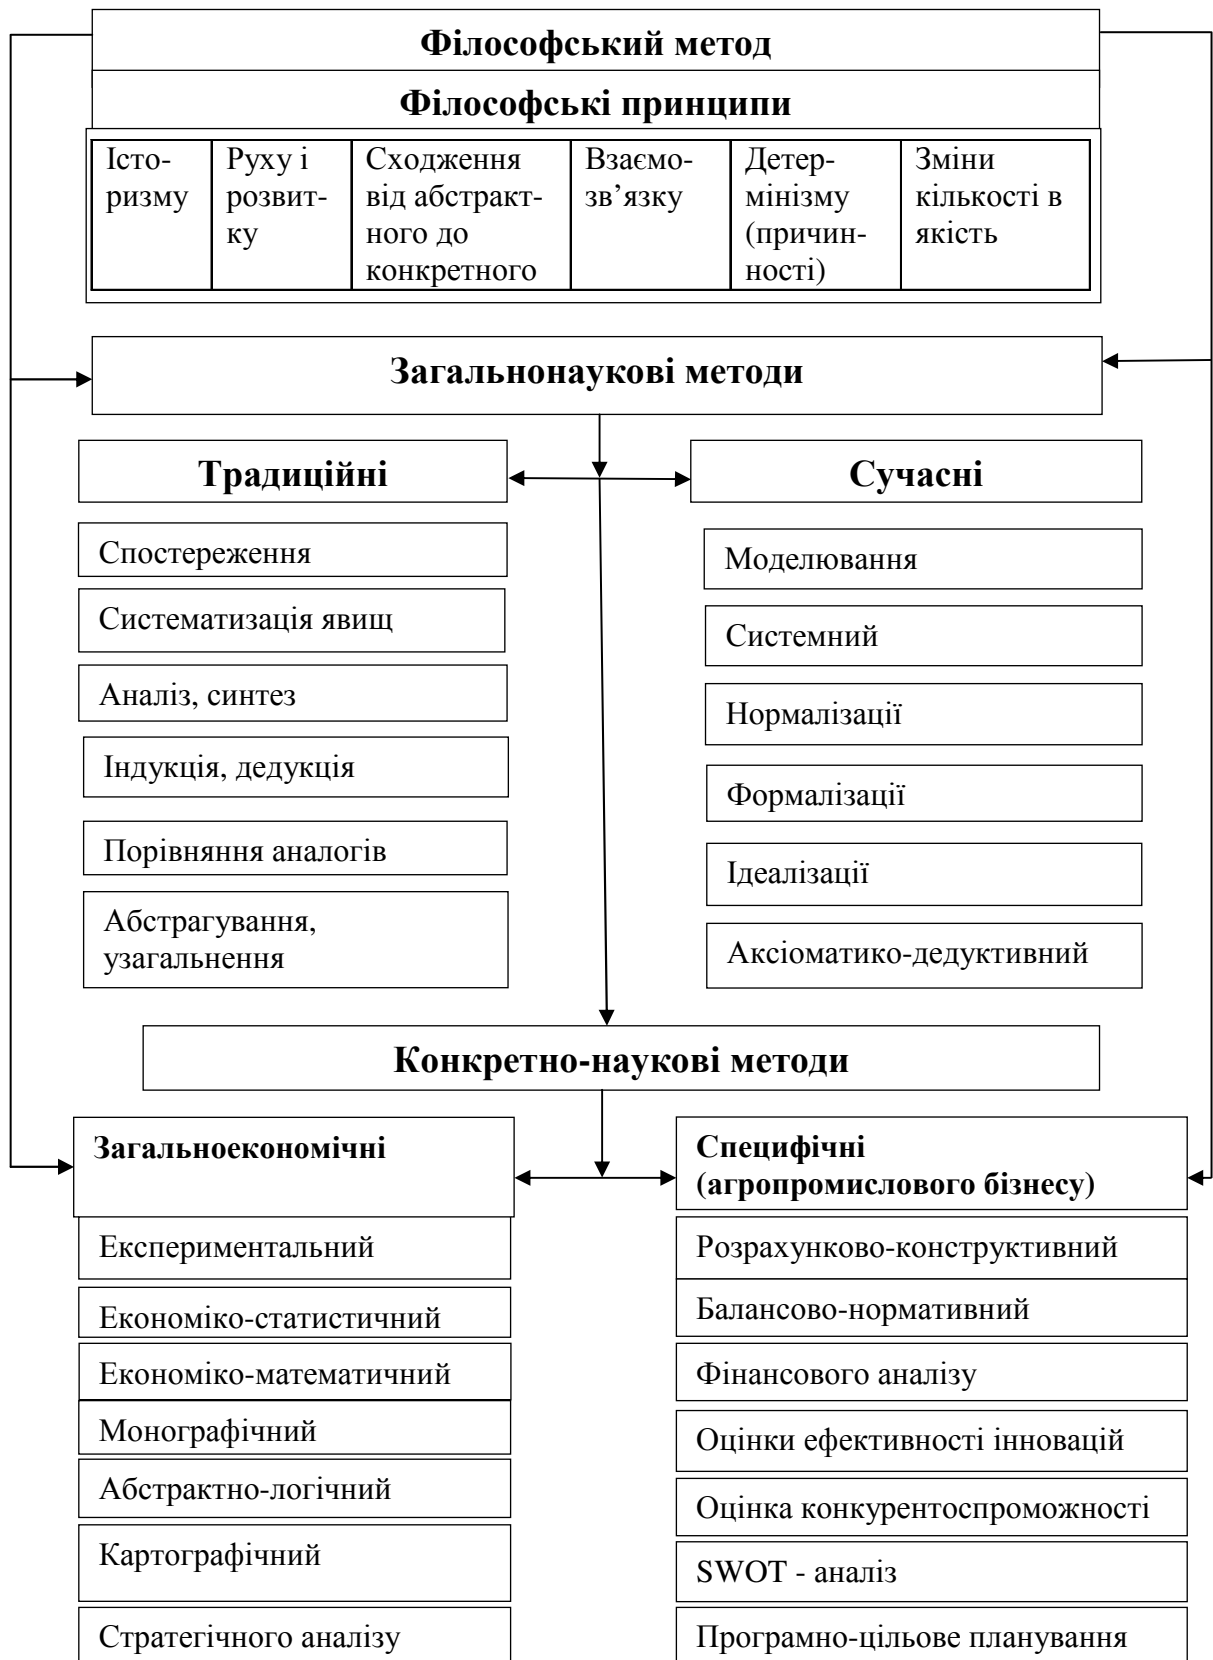 Філософський метод
Філософські принципи
Істо-
ризму
Руху і
розвит-
ку
Сходження
від абстракт-
ного до
конкретного
Взаємо-
зв’язку
Детер-
мінізму
(причин-
ності)
Зміни
кількості в
якість
Загальнонаукові методи
Традиційні
Сучасні
Спостереження
Систематизація явищ
Аналіз, синтез
Індукція, дедукція
Порівняння аналогів
Абстрагування,
узагальнення
Моделювання
Системний
Нормалізації
Формалізації
Ідеалізації
Аксіоматико-дедуктивний
Конкретно-наукові методи
Загальноекономічні
Специфічні
(агропромислового бізнесу)
Експериментальний
Економіко-статистичний
Економіко-математичний
Монографічний
Абстрактно-логічний
Картографічний
Стратегічного аналізу
Розрахунково-конструктивний
Балансово-нормативний
Фінансового аналізу
Оцінки ефективності інновацій
Оцінка конкурентоспроможності
SWOT - аналіз
Програмно-цільове планування